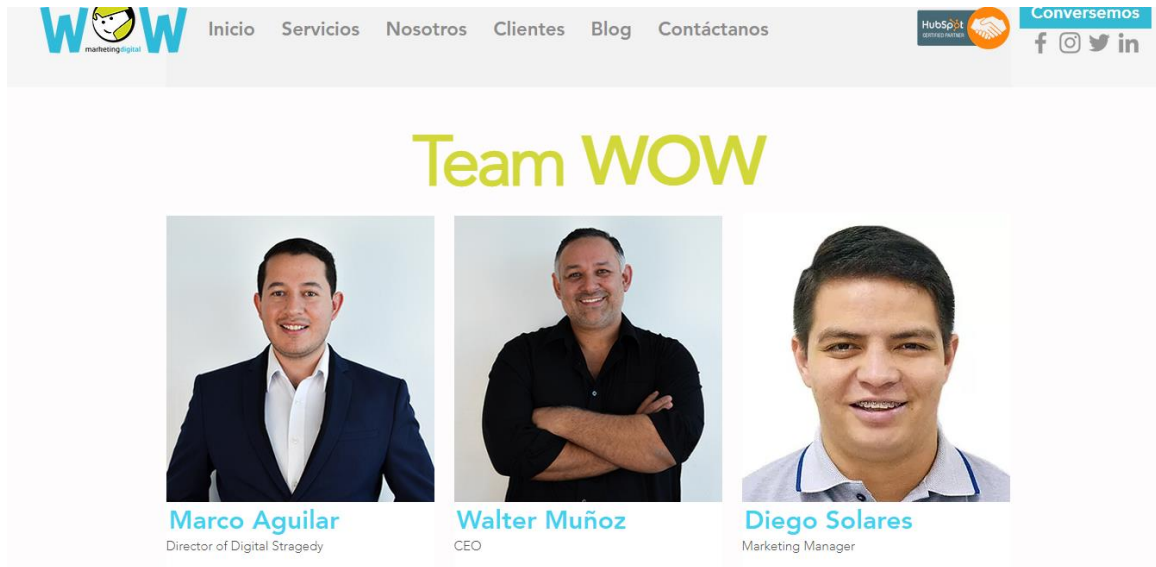 WOW
marketingdigital
Inicio Servicios Nosotros Clientes Blog Contáctanos
HubSpot
CERTIFIED PARTNER
Conversemos
Team WOW
Marco Aguilar
Director of Digital Stragedy
Walter Muñoz
CEO
Diego Solares
Marketing Manager